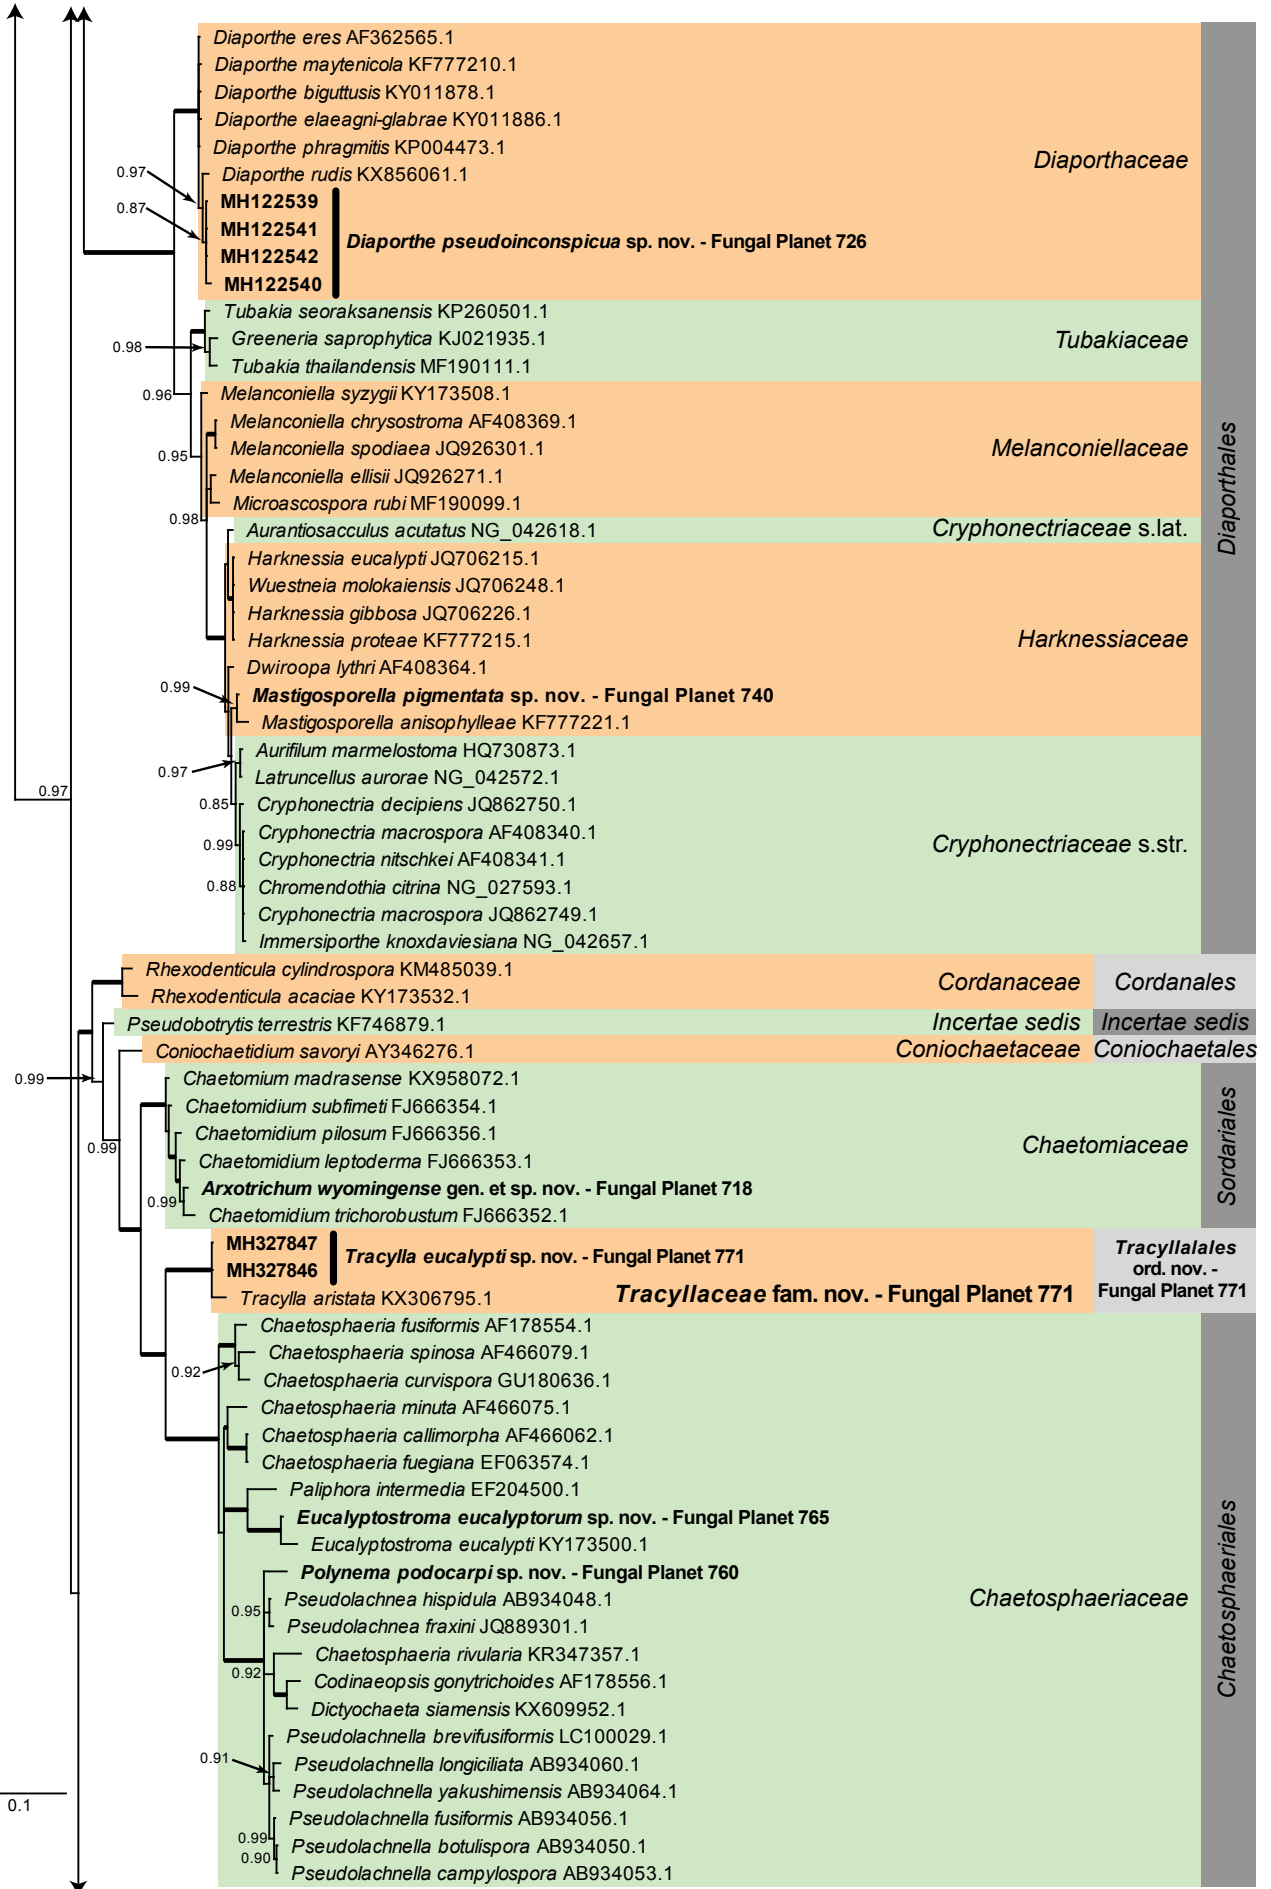 Diaporthe eres AF362565.1
Diaporthe maytenicola KF777210.1
Diaporthe biguttusis KY011878.1
Diaporthe elaeagni-glabrae KY011886.1
Diaporthe phragmitis KP004473.1
Diaporthaceae
0.97
Diaporthe rudis KX856061.1
MH122539
0.87
MH122541
Diaporthe pseudoinconspicua sp. nov. - Fungal Planet 726
MH122542
MH122540
Tubakia seoraksanensis KP260501.1
Greeneria saprophytica KJ021935.1
Tubakiaceae
0.98
Tubakia thailandensis MF190111.1
0.96
Melanconiella syzygii KY173508.1
Melanconiella chrysostroma AF408369.1
Melanconiella spodiaea JQ926301.1
Melanconiellaceae
0.95
Melanconiella ellisii JQ926271.1
Microascospora rubi MF190099.1
Diaporthales
0.98
Aurantiosacculus acutatus NG_042618.1
Cryphonectriaceae s.lat.
Harknessia eucalypti JQ706215.1
Wuestneia molokaiensis JQ706248.1
Harknessia gibbosa JQ706226.1
Harknessia proteae KF777215.1
Harknessiaceae
Dwiroopa lythri AF408364.1
0.99
Mastigosporella pigmentata sp. nov. - Fungal Planet 740
Mastigosporella anisophylleae KF777221.1
Aurifilum marmelostoma HQ730873.1
0.97
Latruncellus aurorae NG_042572.1
0.97
0.85
Cryphonectria decipiens JQ862750.1
Cryphonectria macrospora AF408340.1
0.99
Cryphonectriaceae s.str.
Cryphonectria nitschkei AF408341.1
0.88
Chromendothia citrina NG_027593.1
Cryphonectria macrospora JQ862749.1
Immersiporthe knoxdaviesiana NG_042657.1
Rhexodenticula cylindrospora KM485039.1
Cordanaceae
Cordanales
Rhexodenticula acaciae KY173532.1
Pseudobotrytis terrestris KF746879.1
Incertae sedis
Incertae sedis
Coniochaetidium savoryi AY346276.1
Coniochaetaceae
Coniochaetales
0.99
Chaetomium madrasense KX958072.1
Chaetomidium subfimeti FJ666354.1
Chaetomidium pilosum FJ666356.1
0.99
Chaetomiaceae
Sordariales
Chaetomidium leptoderma FJ666353.1
Arxotrichum wyomingense gen. et sp. nov. - Fungal Planet 718
0.99
Chaetomidium trichorobustum FJ666352.1
MH327847
Tracylla eucalypti sp. nov. - Fungal Planet 771
MH327846
Tracylla aristata KX306795.1
Tracyllaceae fam. nov. - Fungal Planet 771
Tracyllalales
ord. nov. -
Fungal Planet 771
Chaetosphaeria fusiformis AF178554.1
Chaetosphaeria spinosa AF466079.1
0.92
Chaetosphaeria curvispora GU180636.1
Chaetosphaeria minuta AF466075.1
Chaetosphaeria callimorpha AF466062.1
Chaetosphaeria fuegiana EF063574.1
Paliphora intermedia EF204500.1
Eucalyptostroma eucalyptorum sp. nov. - Fungal Planet 765
Eucalyptostroma eucalypti KY173500.1
Polynema podocarpi sp. nov. - Fungal Planet 760
Pseudolachnea hispidula AB934048.1
Chaetosphaeriaceae
Chaetosphaeriales
0.95
Pseudolachnea fraxini JQ889301.1
Chaetosphaeria rivularia KR347357.1
0.92
Codinaeopsis gonytrichoides AF178556.1
Dictyochaeta siamensis KX609952.1
Pseudolachnella brevifusiformis LC100029.1
0.91
Pseudolachnella longiciliata AB934060.1
Pseudolachnella yakushimensis AB934064.1
0.1
Pseudolachnella fusiformis AB934056.1
0.99
Pseudolachnella botulispora AB934050.1
0.90
Pseudolachnella campylospora AB934053.1